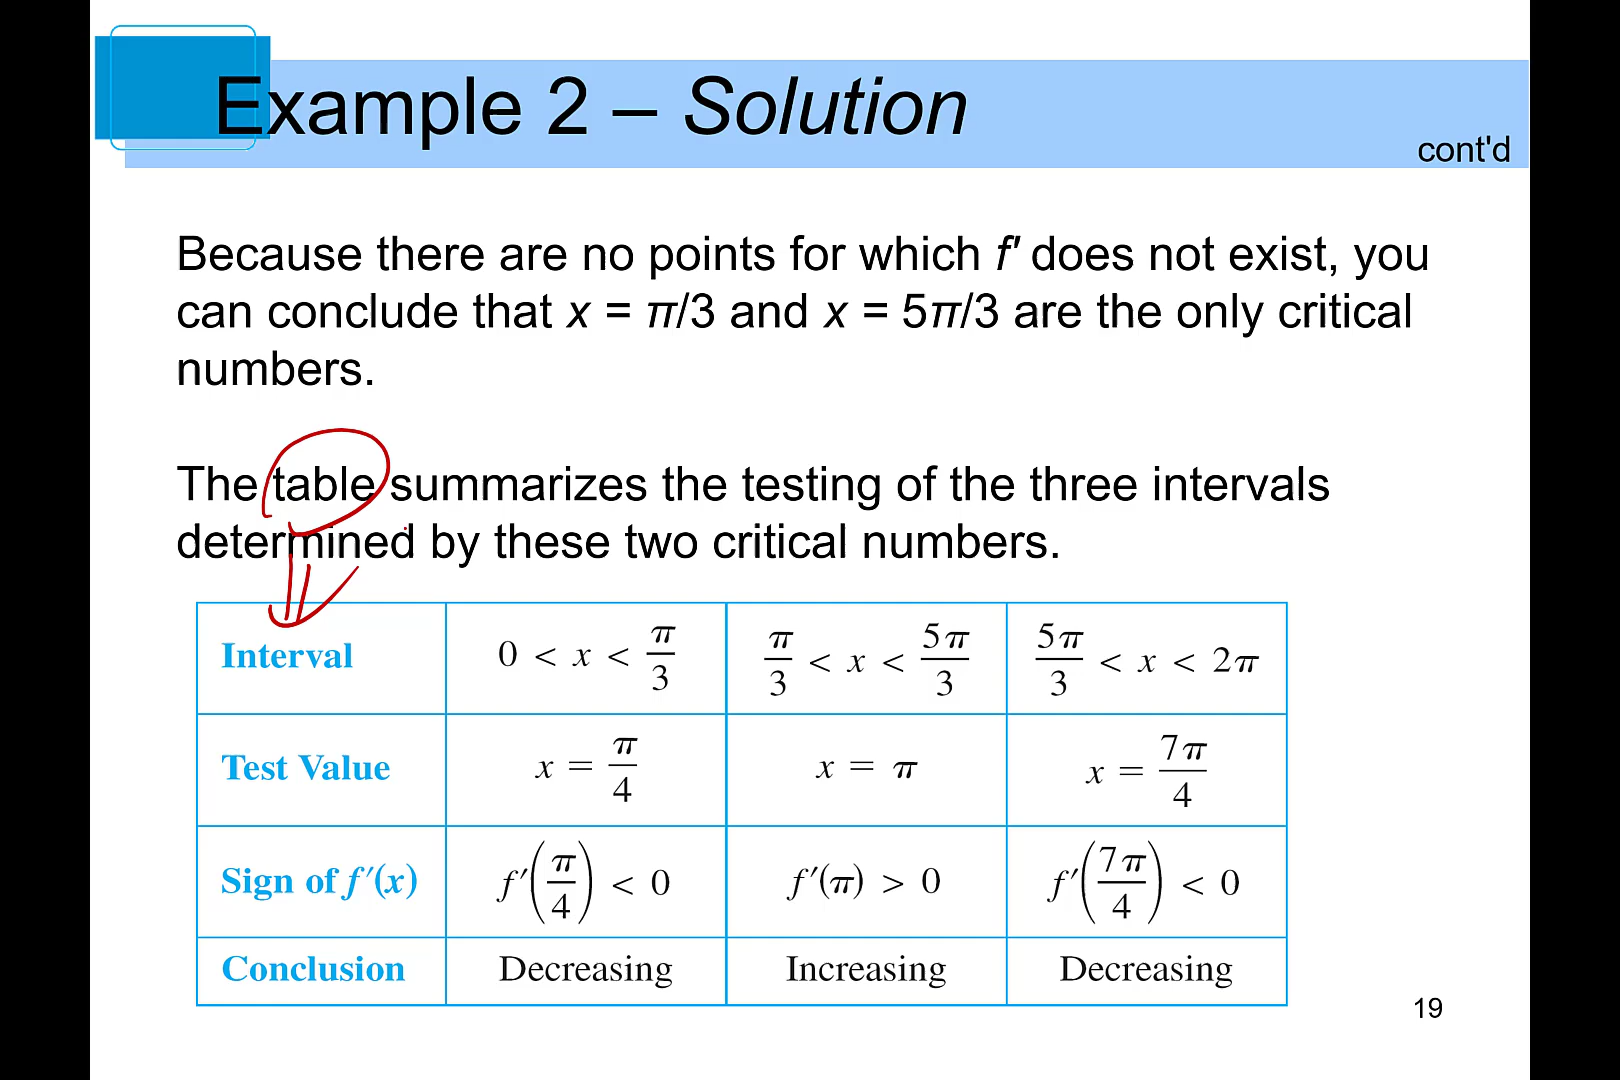 Example 2 – Solution
cont'd
Because there are no points for which f′ does not exist, you
can conclude that x = π/3 and x = 5π/3 are the only critical
numbers.
The table summarizes the testing of the three intervals
determined by these two critical numbers.
Interval 0 < x < π/3 π/3 < x < 5π/3 5π/3 < x < 2π
Test Value x = π/4 x = π x = 7π/4
Sign of f′(x) f′(π/4) < 0 f′(π) > 0 f′(7π/4) < 0
Conclusion Decreasing Increasing Decreasing
19